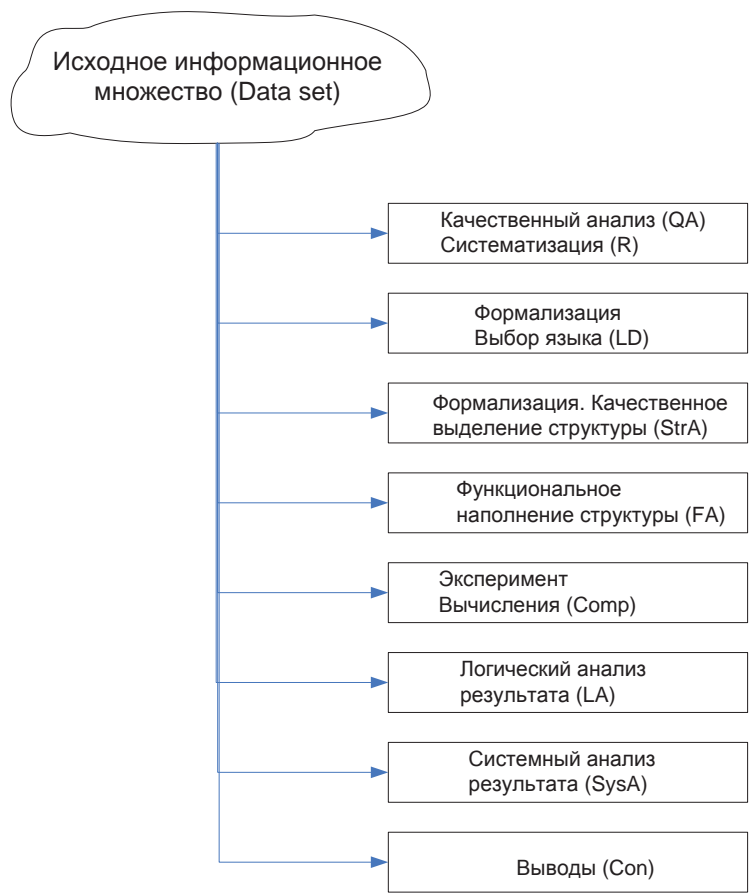 Исходное информационное
множество (Data set)
Качественный анализ (QA)
Систематизация (R)
Формализация
Выбор языка (LD)
Формализация. Качественное
выделение структуры (StrA)
Функциональное
наполнение структуры (FA)
Эксперимент
Вычисления (Comp)
Логический анализ
результата (LA)
Системный анализ
результата (SysA)
Выводы (Con)